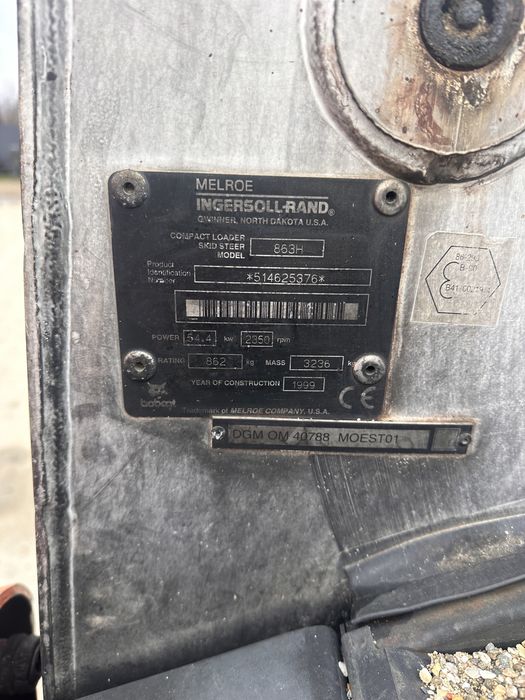 MELROE
INGERSOLL-RAND®
GWINNER, NORTH DAKOTA U.S.A.
COMPACT LOADER
SKID STEER
MODEL 863H
Product
Identification
Number *514625376*
POWER 54.4 kw 2350 rpm
RATING 862 kg MASS 3236
YEAR OF CONSTRUCTION 1999
bobcat CE
Trademark of MELROE COMPANY, U.S.A.
DGM OM 40788 MOEST01